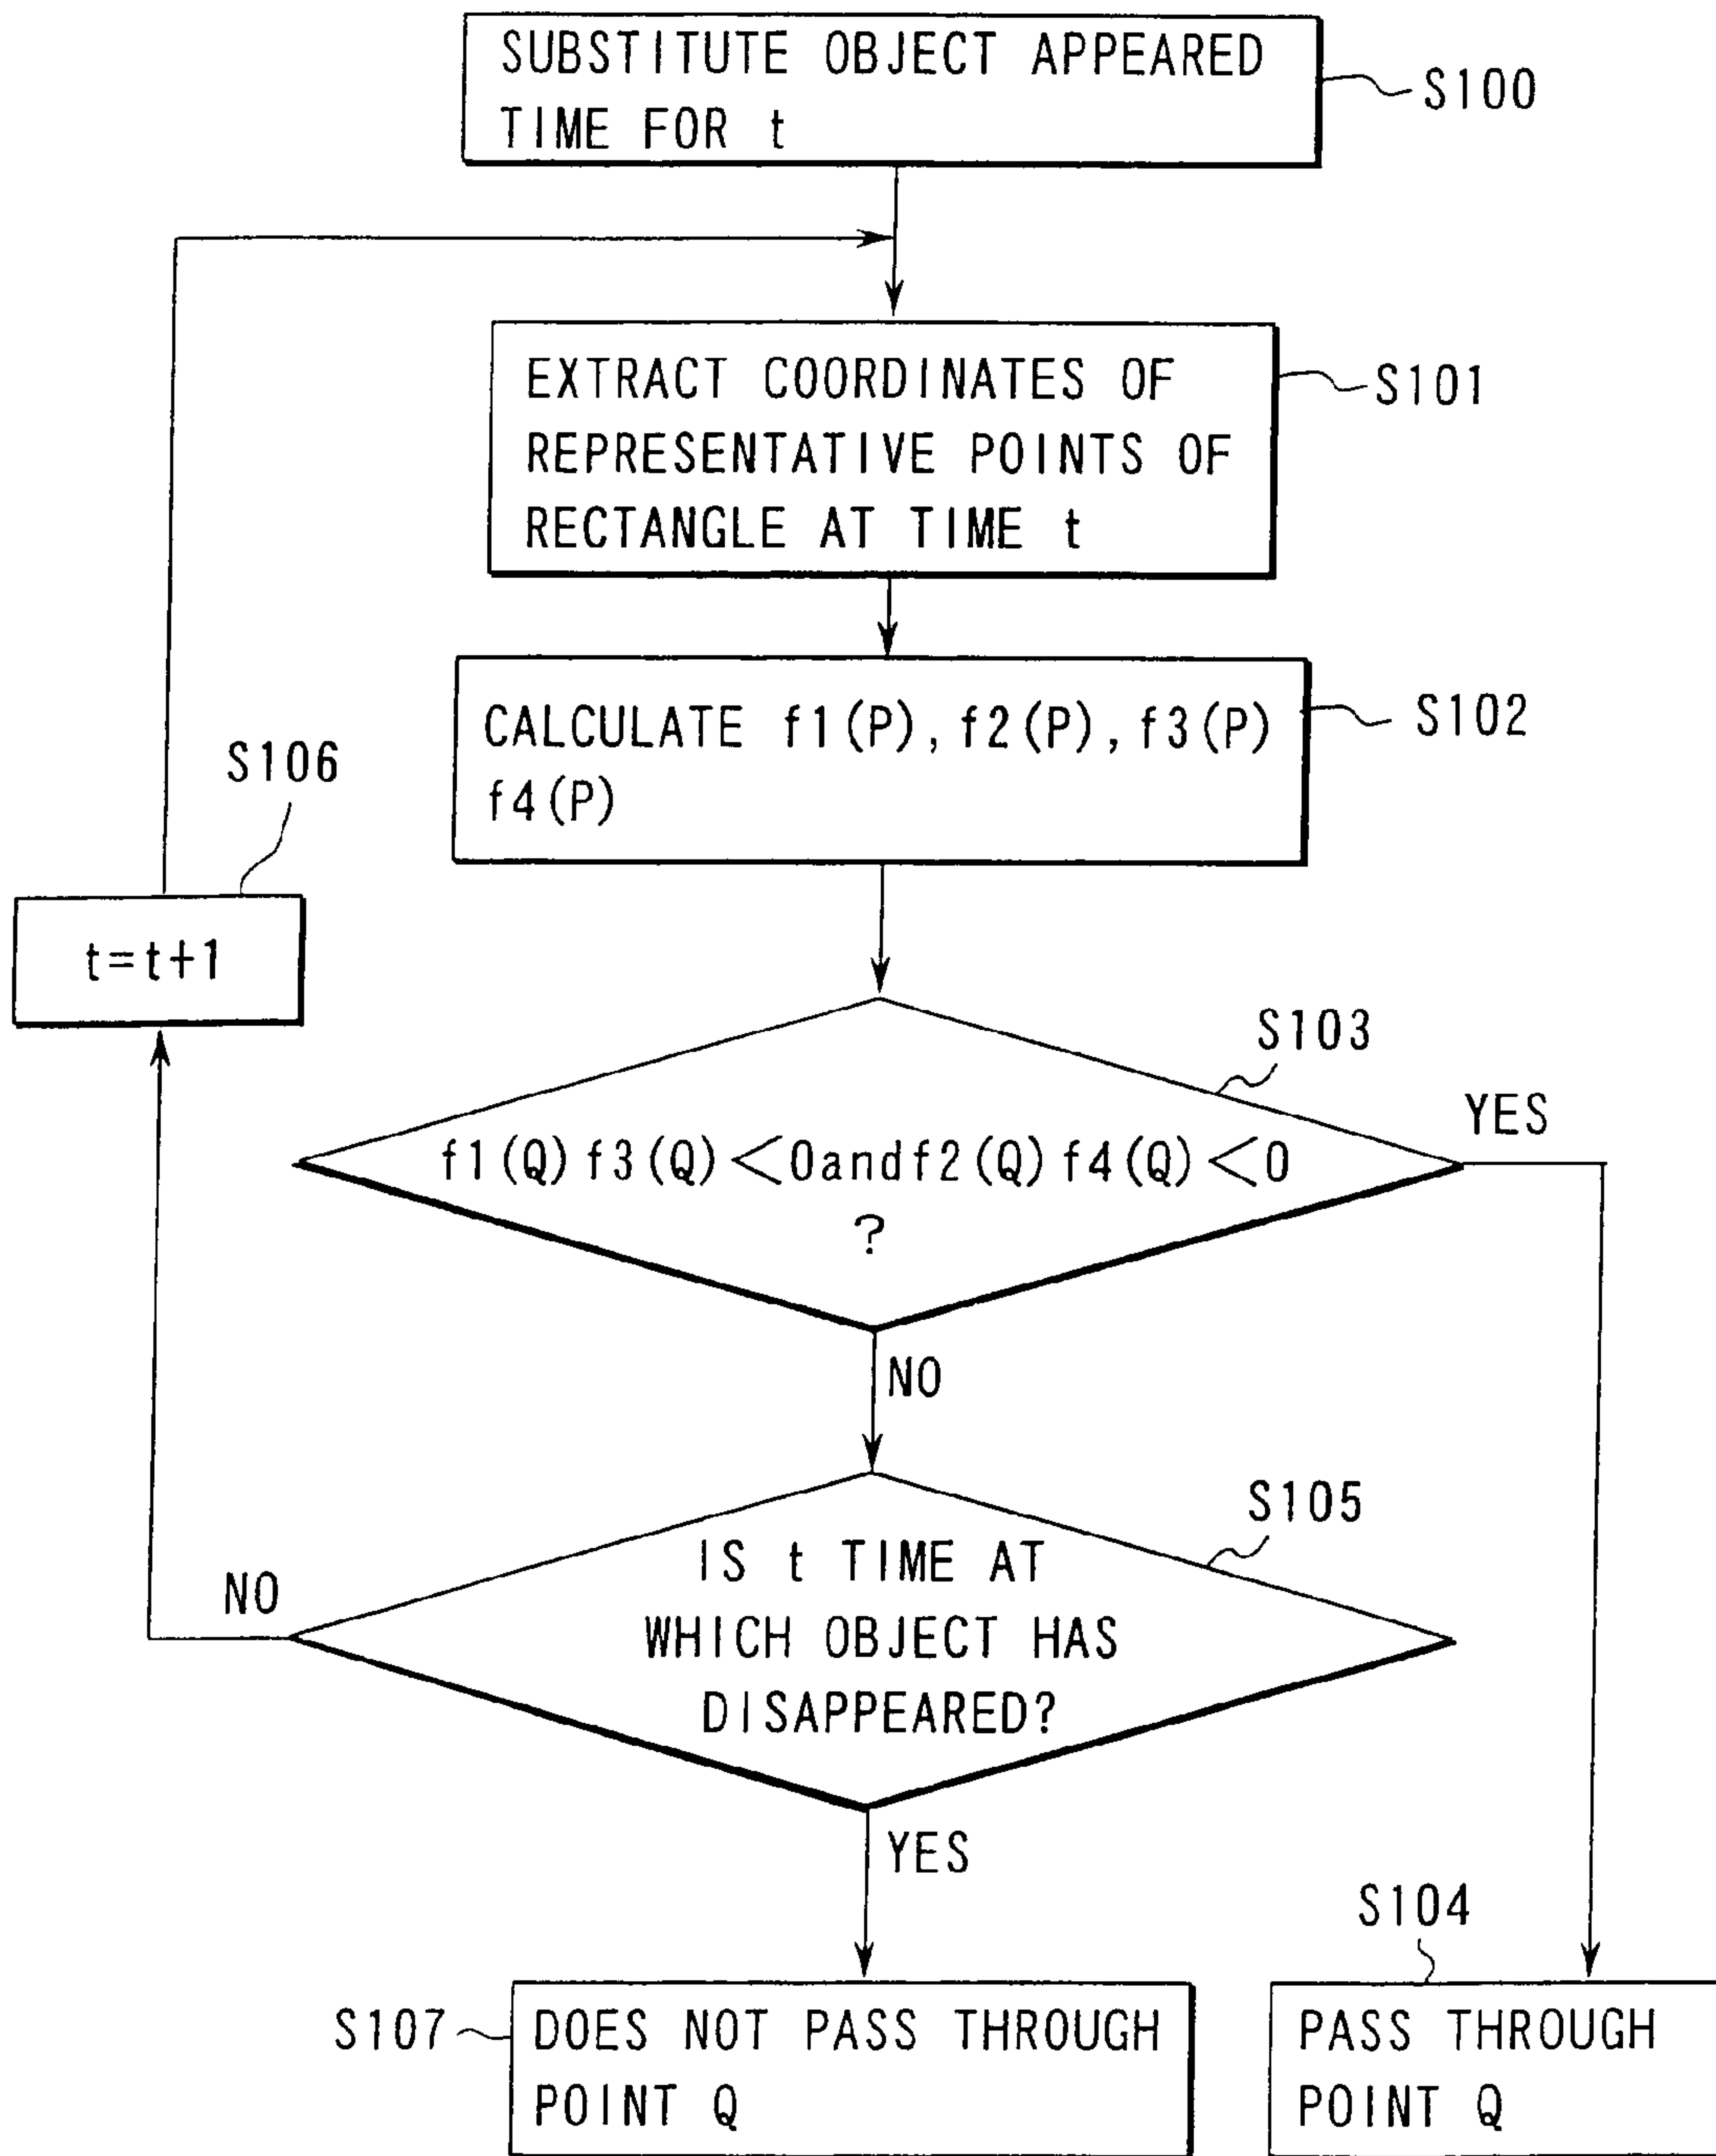 SUBSTITUTE OBJECT APPEARED
TIME FOR t
S100
EXTRACT COORDINATES OF
REPRESENTATIVE POINTS OF
RECTANGLE AT TIME t
S101
CALCULATE f1(P), f2(P), f3(P)
f4(P)
S102
S106
t=t+1
S103
f1(Q)f3(Q)<0andf2(Q)f4(Q)<0
?
YES
NO
S105
IS t TIME AT
WHICH OBJECT HAS
DISAPPEARED?
NO
YES
S104
S107
DOES NOT PASS THROUGH
POINT Q
PASS THROUGH
POINT Q